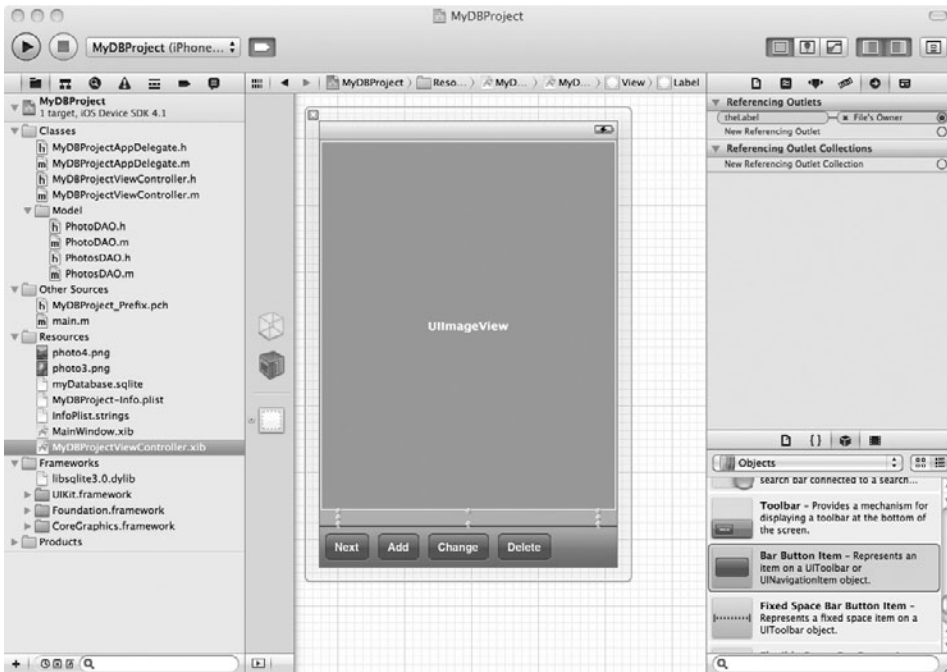 MyDBProject
MyDBProject (iPhone...
MyDBProject
Reso...
MyD...
MyD...
View
Label
MyDBProject
1 target, iOS Device SDK 4.1
Classes
h MyDBProjectAppDelegate.h
m MyDBProjectAppDelegate.m
h MyDBProjectViewController.h
m MyDBProjectViewController.m
Model
h PhotoDAO.h
m PhotoDAO.m
h PhotosDAO.h
m PhotosDAO.m
Other Sources
h MyDBProject_Prefix.pch
m main.m
Resources
photo4.png
photo3.png
myDatabase.sqlite
MyDBProject-Info.plist
InfoPlist.strings
MainWindow.xib
MyDBProjectViewController.xib
Frameworks
libsqlite3.0.dylib
UIKit.framework
Foundation.framework
CoreGraphics.framework
Products
UIImageView
Next
Add
Change
Delete
Referencing Outlets
theLabel
File's Owner
New Referencing Outlet
Referencing Outlet Collections
New Referencing Outlet Collection
{}
Objects
search bar connected to a search...
Toolbar – Provides a mechanism for
displaying a toolbar at the bottom of
the screen.
Bar Button Item – Represents an
item on a UIToolbar or
UINavigationItem object.
Fixed Space Bar Button Item –
Represents a fixed space item on a
UIToolbar object.